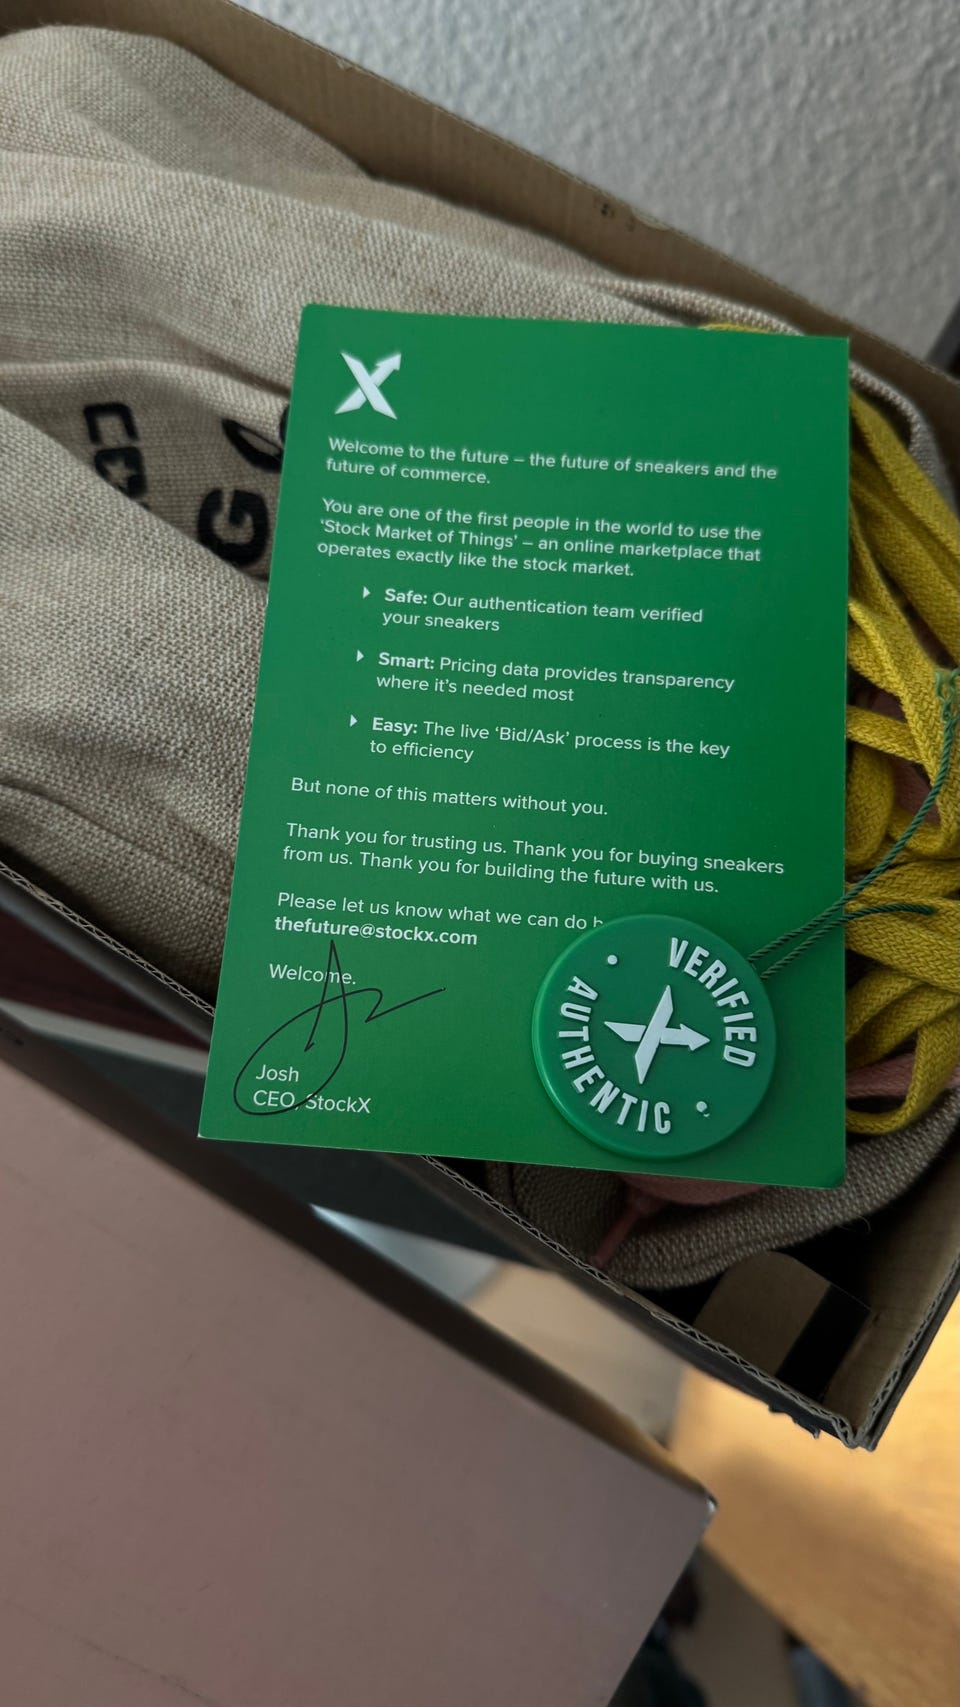 Welcome to the future – the future of sneakers and the
future of commerce.
You are one of the first people in the world to use the
'Stock Market of Things' – an online marketplace that
operates exactly like the stock market.
Safe: Our authentication team verified
your sneakers
Smart: Pricing data provides transparency
where it's needed most
Easy: The live 'Bid/Ask' process is the key
to efficiency
But none of this matters without you.
Thank you for trusting us. Thank you for buying sneakers
from us. Thank you for building the future with us.
Please let us know what we can do
thefuture@stockx.com
Welcome.
Josh
CEO, StockX
VERIFIED
AUTHENTIC